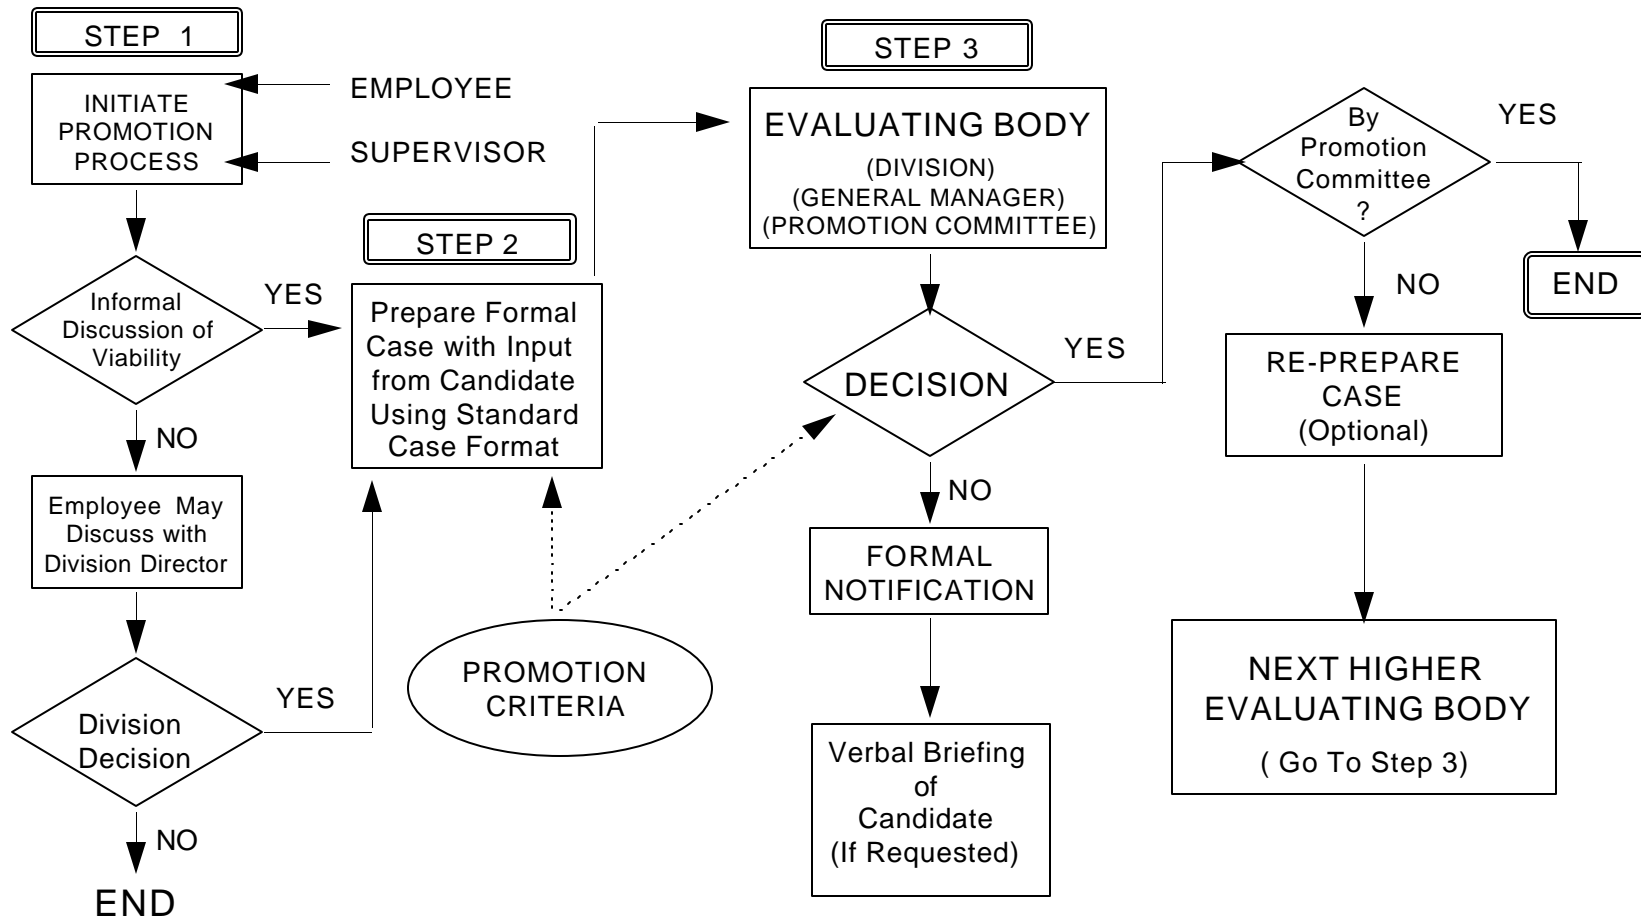 STEP 1
INITIATE
PROMOTION
PROCESS
EMPLOYEE
SUPERVISOR
Informal
Discussion of
Viability
YES
NO
Employee May
Discuss with
Division Director
Division
Decision
YES
NO
END
STEP 2
Prepare Formal
Case with Input
from Candidate
Using Standard
Case Format
PROMOTION
CRITERIA
STEP 3
EVALUATING BODY
(DIVISION)
(GENERAL MANAGER)
(PROMOTION COMMITTEE)
DECISION
YES
NO
FORMAL
NOTIFICATION
Verbal Briefing
of
Candidate
(If Requested)
By
Promotion
Committee
?
YES
END
NO
RE-PREPARE
CASE
(Optional)
NEXT HIGHER
EVALUATING BODY
( Go To Step 3)